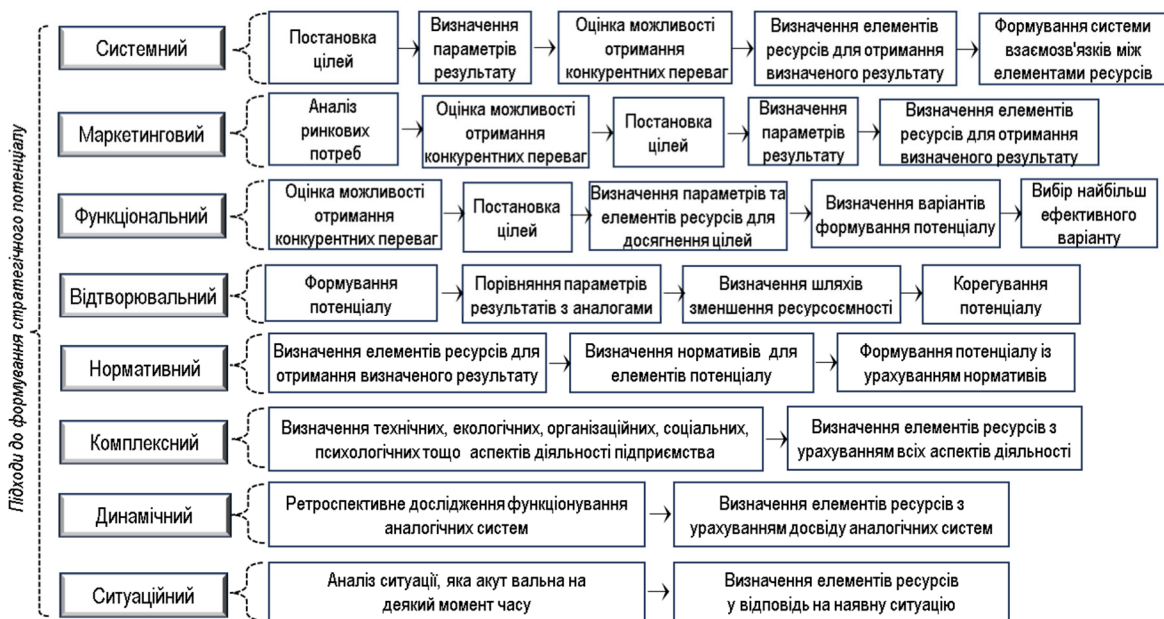 Підходи до формування стратегічного потенціалу
Системний
Постановка
цілей
Визначення
параметрів
результату
Оцінка можливості
отримання
конкурентних переваг
Визначення елементів
ресурсів для отримання
визначеного результату
Формування системи
взаємозв'язків між
елементами ресурсів
Маркетинговий
Аналіз
ринкових
потреб
Оцінка можливості
отримання
конкурентних переваг
Постановка
цілей
Визначення
параметрів
результату
Визначення елементів
ресурсів для отримання
визначеного результату
Функціональний
Оцінка можливості
отримання
конкурентних переваг
Постановка
цілей
Визначення параметрів та
елементів ресурсів для
досягнення цілей
Визначення варіантів
формування потенціалу
Вибір найбільш
ефективного
варіанту
Відтворювальний
Формування
потенціалу
Порівняння параметрів
результатів з аналогами
Визначення шляхів
зменшення ресурсоємності
Корегування
потенціалу
Нормативний
Визначення елементів ресурсів для
отримання визначеного результату
Визначення нормативів для
елементів потенціалу
Формування потенціалу із
урахуванням нормативів
Комплексний
Визначення технічних, екологічних, організаційних, соціальних,
психологічних тощо аспектів діяльності підприємства
Визначення елементів ресурсів з
урахуванням всіх аспектів діяльності
Динамічний
Ретроспективне дослідження функціонування
аналогічних систем
Визначення елементів ресурсів з
урахуванням досвіду аналогічних систем
Ситуаційний
Аналіз ситуації, яка акут вальна на
деякий момент часу
Визначення елементів ресурсів
у відповідь на наявну ситуацію